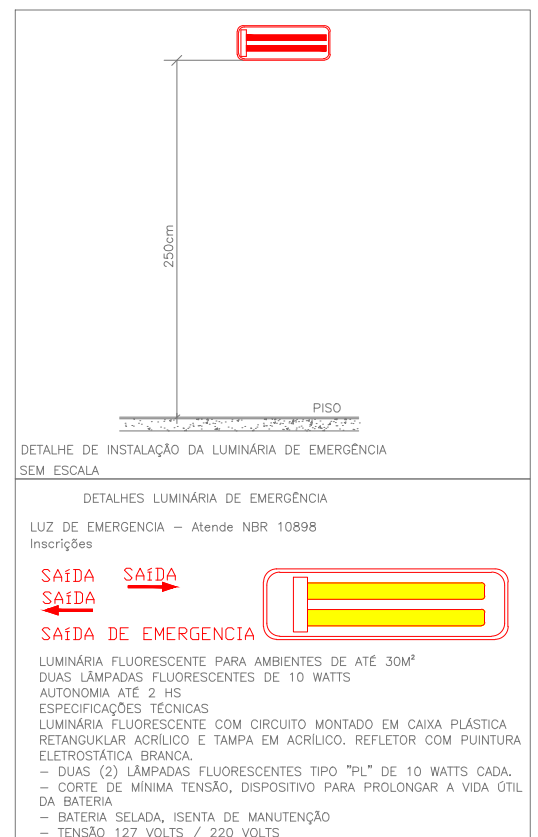 250cm
PISO
DETALHE DE INSTALAÇÃO DA LUMINÁRIA DE EMERGÊNCIA
SEM ESCALA
DETALHES LUMINÁRIA DE EMERGÊNCIA
LUZ DE EMERGENCIA – Atende NBR 10898
Inscrições
SAíDA SAíDA
SAíDA
SAíDA DE EMERGENCIA
LUMINÁRIA FLUORESCENTE PARA AMBIENTES DE ATÉ 30M²
DUAS LÂMPADAS FLUORESCENTES DE 10 WATTS
AUTONOMIA ATÉ 2 HS
ESPECIFICAÇÕES TÉCNICAS
LUMINÁRIA FLUORESCENTE COM CIRCUITO MONTADO EM CAIXA PLÁSTICA
RETANGUKLAR ACRÍLICO E TAMPA EM ACRÍLICO. REFLETOR COM PUINTURA
ELETROSTÁTICA BRANCA.
– DUAS (2) LÂMPADAS FLUORESCENTES TIPO "PL" DE 10 WATTS CADA.
– CORTE DE MÍNIMA TENSÃO, DISPOSITIVO PARA PROLONGAR A VIDA ÚTIL
DA BATERIA
– BATERIA SELADA, ISENTA DE MANUTENÇÃO
– TENSÃO 127 VOLTS / 220 VOLTS